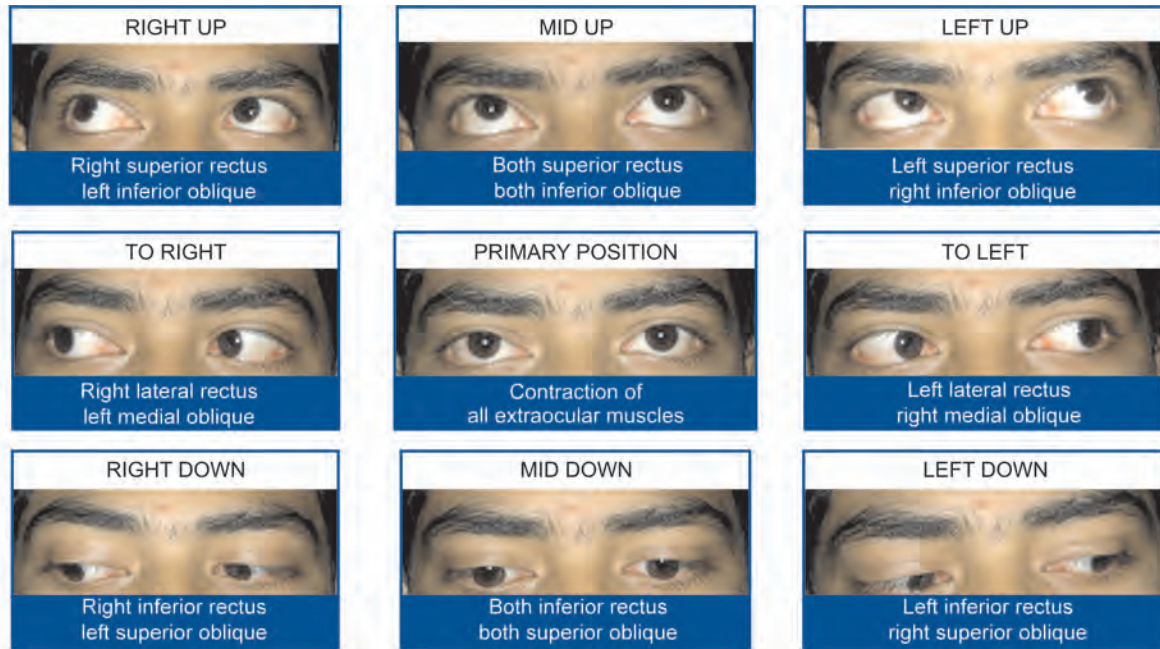 RIGHT UP
Right superior rectus
left inferior oblique
MID UP
Both superior rectus
both inferior oblique
LEFT UP
Left superior rectus
right inferior oblique
TO RIGHT
Right lateral rectus
left medial oblique
PRIMARY POSITION
Contraction of
all extraocular muscles
TO LEFT
Left lateral rectus
right medial oblique
RIGHT DOWN
Right inferior rectus
left superior oblique
MID DOWN
Both inferior rectus
both superior oblique
LEFT DOWN
Left inferior rectus
right superior oblique